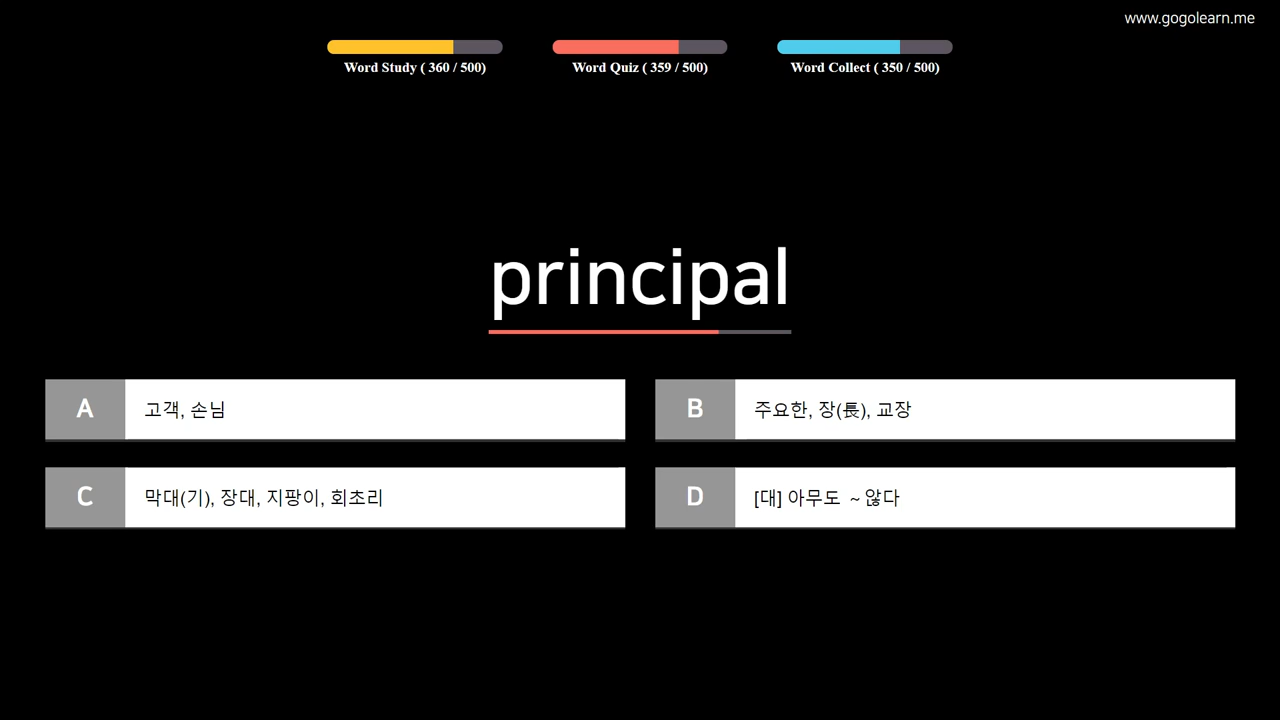 www.gogolearn.me
Word Study ( 360 / 500)
Word Quiz ( 359 / 500)
Word Collect ( 350 / 500)
principal
A 고객, 손님
B 주요한, 장(長), 교장
C 막대(기), 장대, 지팡이, 회초리
D [대] 아무도 ~않다